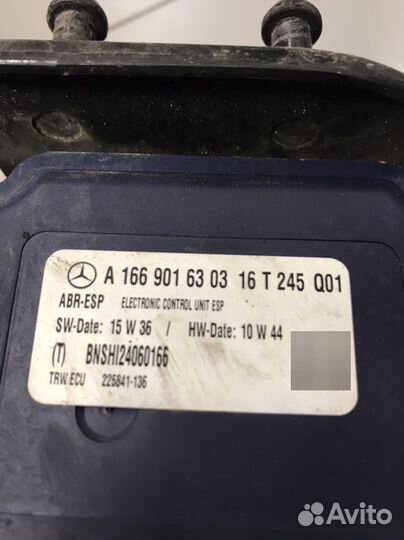 A 166 901 63 03 16 T 245 Q01
ABR-ESP ELECTRONIC CONTROL UNIT ESP
SW-Date: 15 W 36 / HW-Date: 10 W 44
(T) BNSHI24060166
TRW ECU 225841-136
Avito